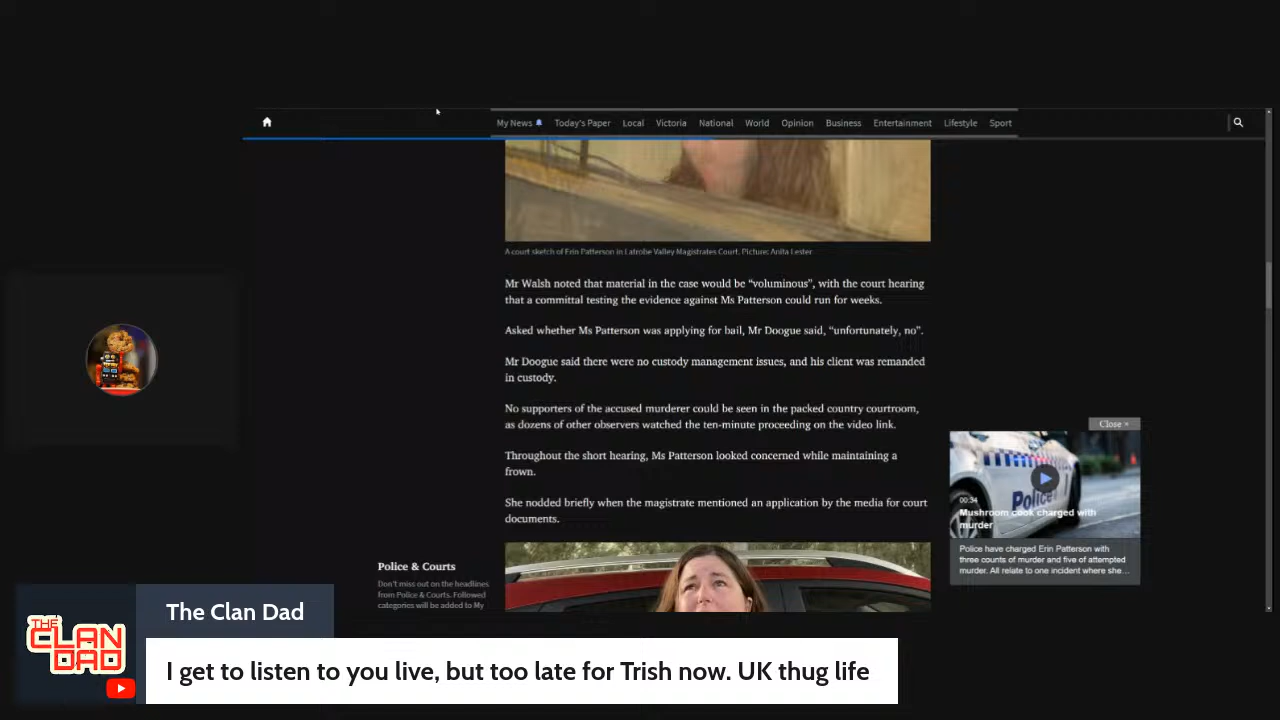 My News Today's Paper Local Victoria National World Opinion Business Entertainment Lifestyle Sport
A court sketch of Erin Patterson in Latrobe Valley Magistrates Court. Picture: Anita Lester
Mr Walsh noted that material in the case would be “voluminous”, with the court hearing
that a committal testing the evidence against Ms Patterson could run for weeks.
Asked whether Ms Patterson was applying for bail, Mr Doogue said, “unfortunately, no”.
Mr Doogue said there were no custody management issues, and his client was remanded
in custody.
No supporters of the accused murderer could be seen in the packed country courtroom,
as dozens of other observers watched the ten-minute proceeding on the video link.
Throughout the short hearing, Ms Patterson looked concerned while maintaining a
frown.
She nodded briefly when the magistrate mentioned an application by the media for court
documents.
Close ×
Police
00:34
Mushroom cook charged with
murder
Police have charged Erin Patterson with
three counts of murder and five of attempted
murder. All relate to one incident where she...
Police & Courts
Don't miss out on the headlines
from Police & Courts. Followed
categories will be added to My
THE
CLAN
DAD
The Clan Dad
I get to listen to you live, but too late for Trish now. UK thug life